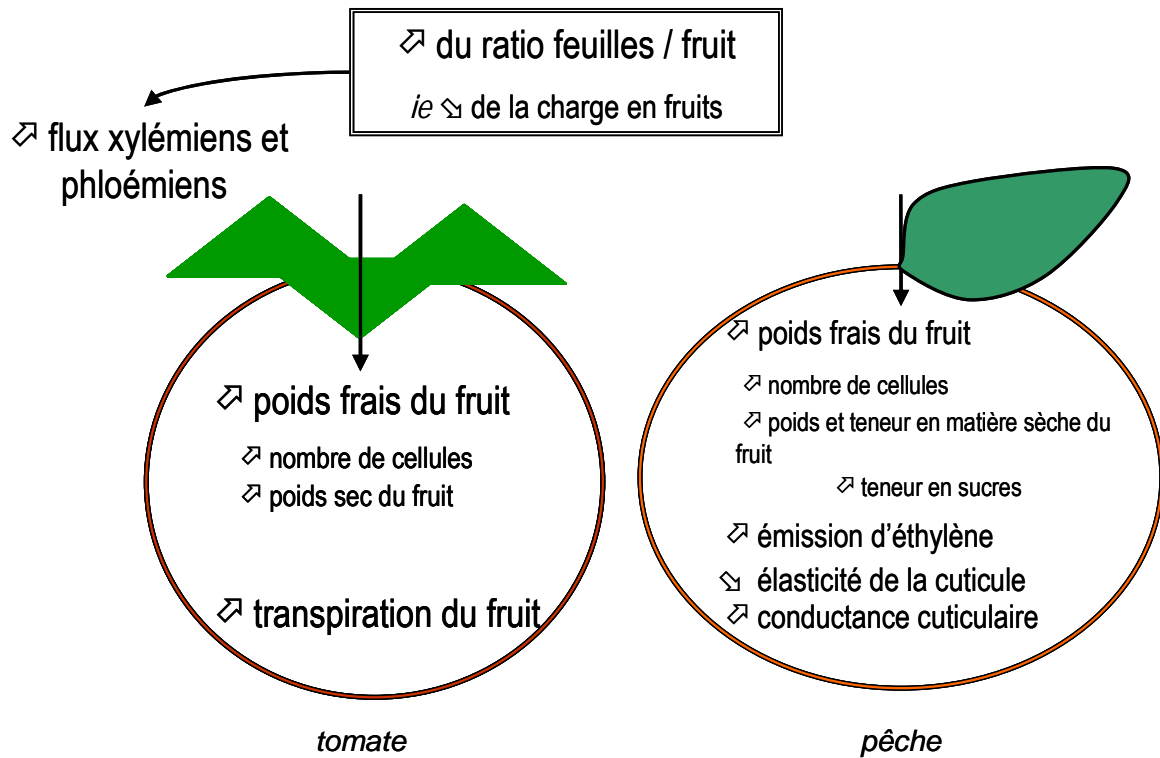 ⬀ du ratio feuilles / fruit
ie ⬂ de la charge en fruits
⬀ flux xylémiens et
phloémiens
⬀ poids frais du fruit
⬀ nombre de cellules
⬀ poids sec du fruit
⬀ transpiration du fruit
tomate
⬀ poids frais du fruit
⬀ nombre de cellules
⬀ poids et teneur en matière sèche du
fruit
⬀ teneur en sucres
⬀ émission d’éthylène
⬂ élasticité de la cuticule
⬀ conductance cuticulaire
pêche